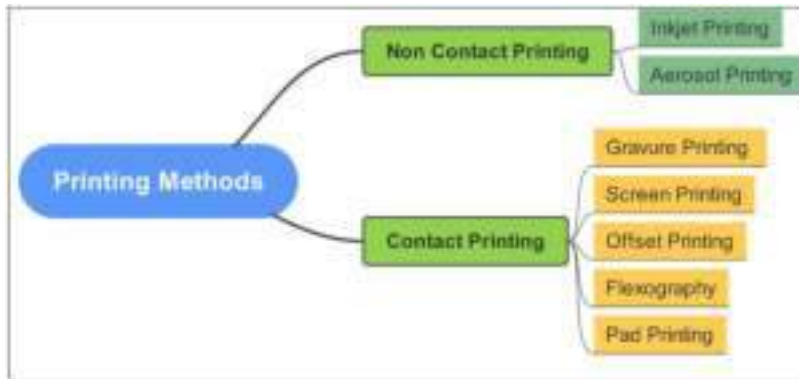 Printing Methods
Non Contact Printing
Inkjet Printing
Aerosol Printing
Contact Printing
Gravure Printing
Screen Printing
Offset Printing
Flexography
Pad Printing